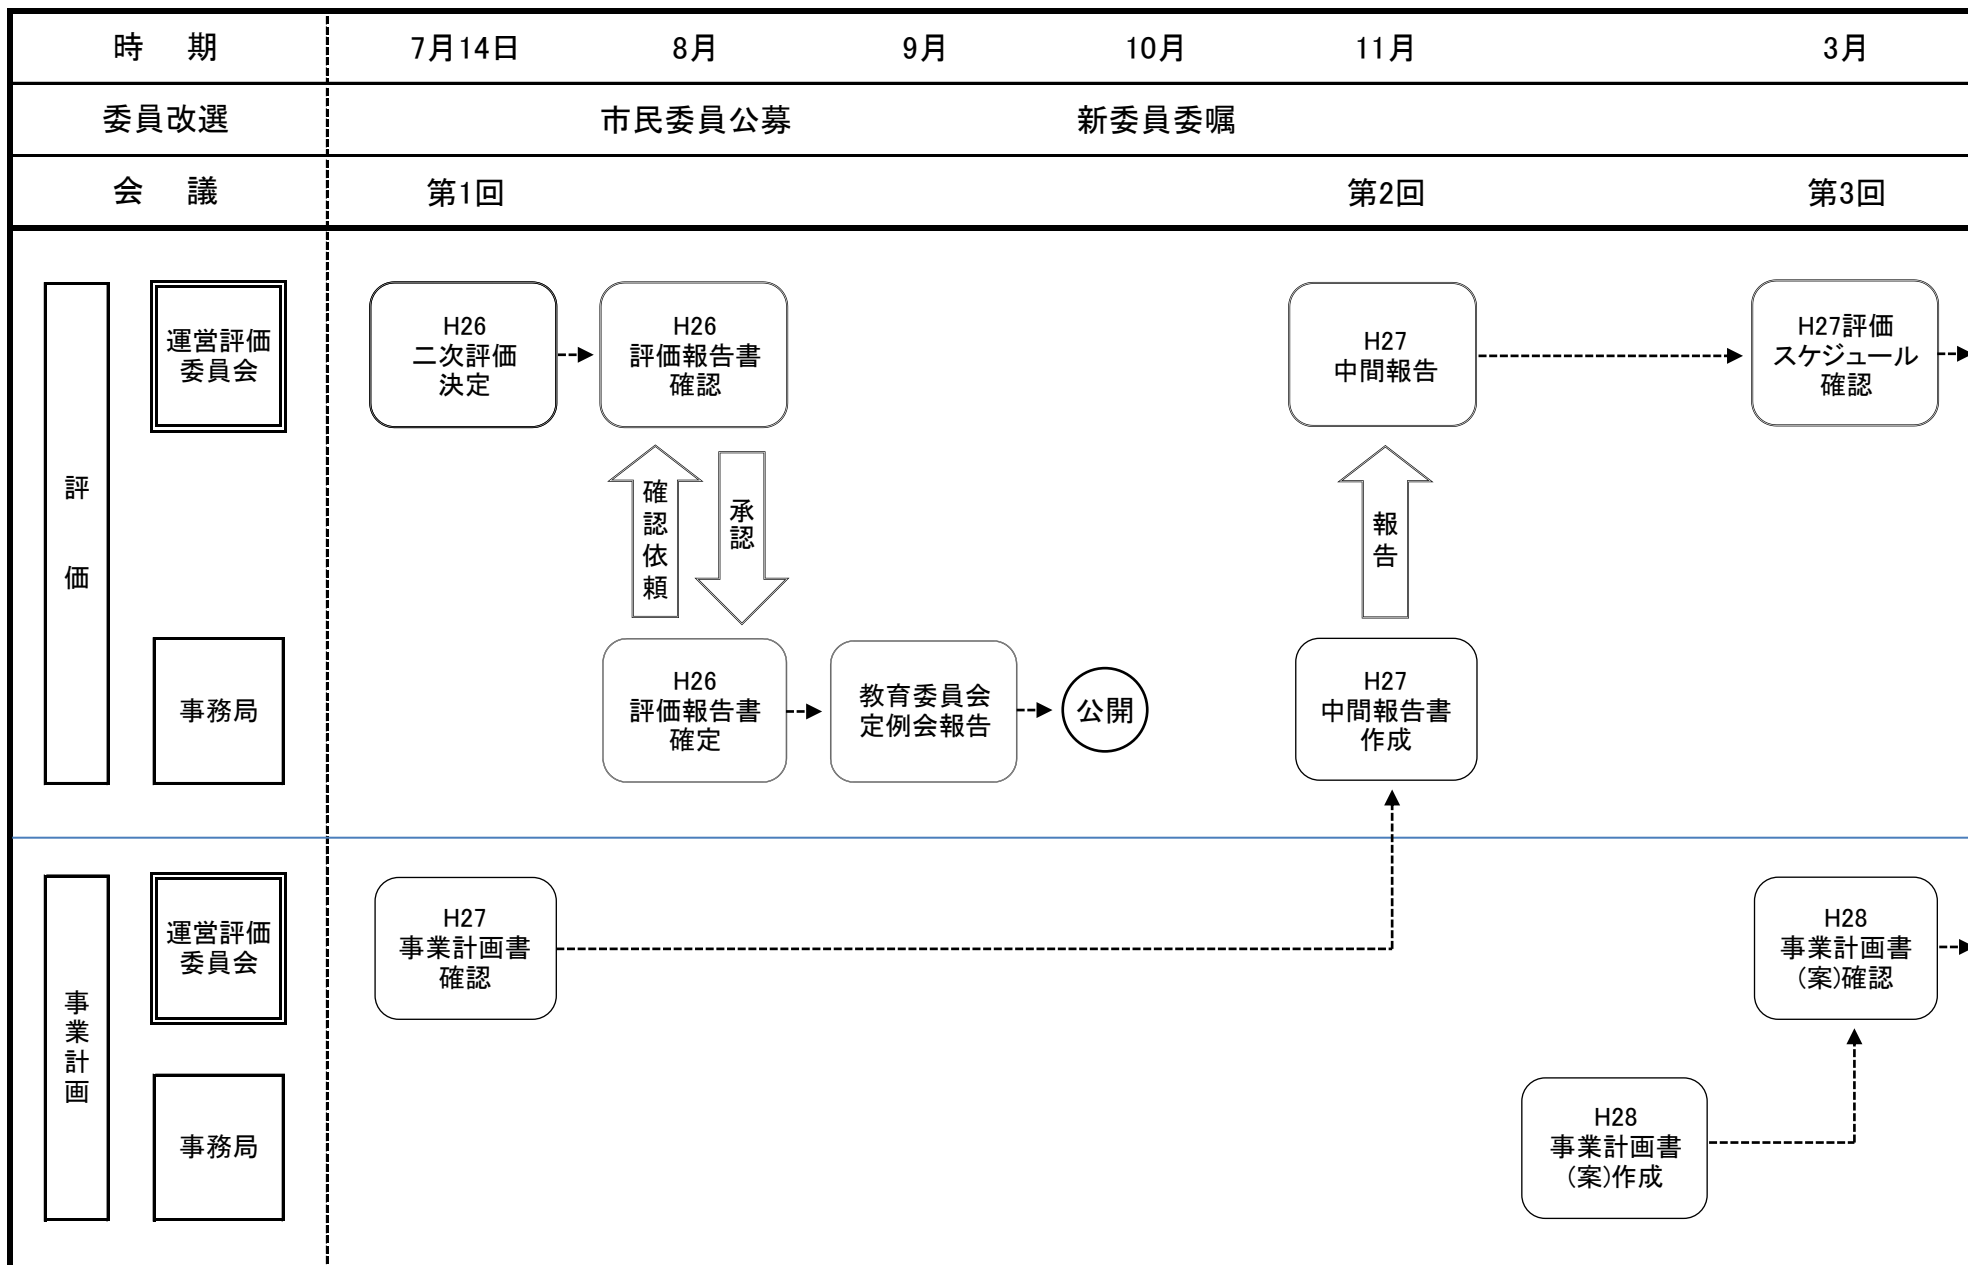 時 期 7月14日 8月 9月 10月 11月 3月
委員改選 市民委員公募 新委員委嘱
会 議 第1回 第2回 第3回
評価
運営評価
委員会
H26
二次評価
決定
H26
評価報告書
確認
H27
中間報告
H27評価
スケジュール
確認
確認依頼
承認
報告
事務局
H26
評価報告書
確定
教育委員会
定例会報告
公開
H27
中間報告書
作成
事業計画
運営評価
委員会
H27
事業計画書
確認
H28
事業計画書
(案)確認
事務局
H28
事業計画書
(案)作成